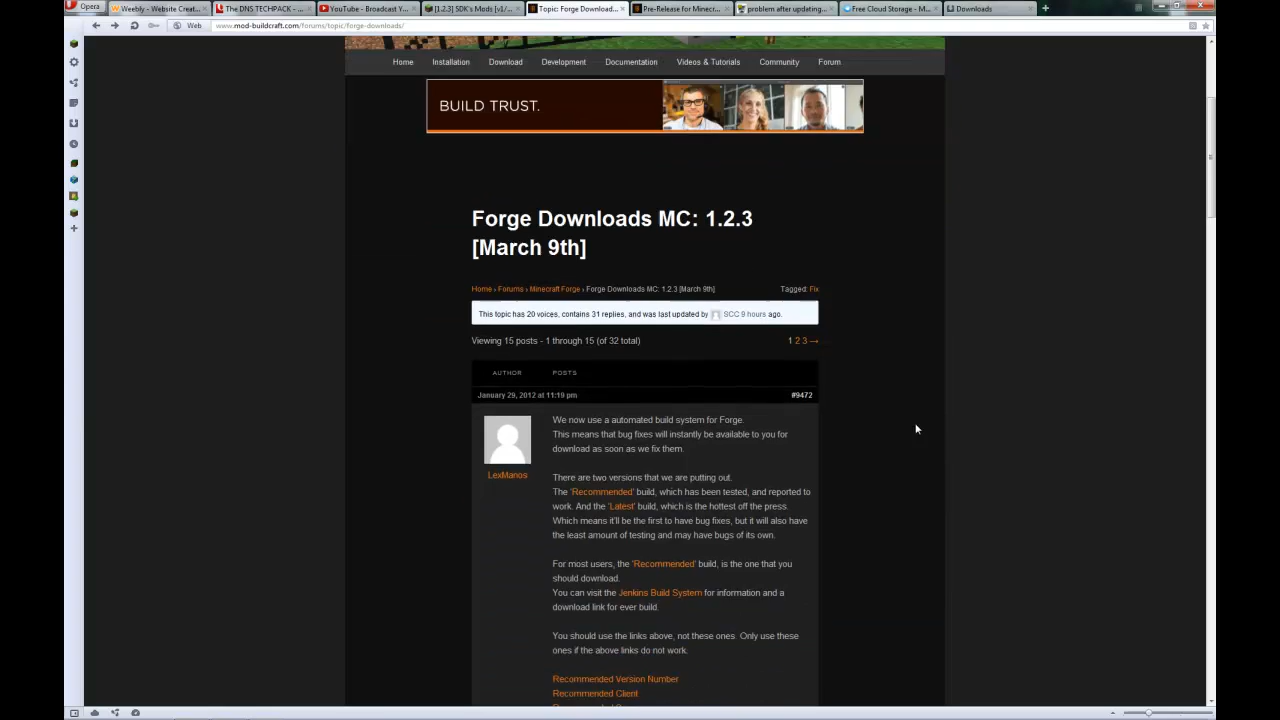 Opera
Weebly - Website Creat...
The DNS TECHPACK - ...
YouTube - Broadcast Y...
[1.2.3] SDK's Mods [v1/...
Topic: Forge Download...
Pre-Release for Minecr...
problem after updating...
Free Cloud Storage - M...
Downloads
Web
www.mod-buildcraft.com/forums/topic/forge-downloads/
Home
Installation
Download
Development
Documentation
Videos & Tutorials
Community
Forum
BUILD TRUST.
Forge Downloads MC: 1.2.3
[March 9th]
Home › Forums › Minecraft Forge › Forge Downloads MC: 1.2.3 [March 9th]
Tagged: Fix
This topic has 20 voices, contains 31 replies, and was last updated by SCC 9 hours ago.
Viewing 15 posts - 1 through 15 (of 32 total)
1 2 3 →
AUTHOR
POSTS
January 29, 2012 at 11:19 pm
#9472
LexManos
We now use a automated build system for Forge.
This means that bug fixes will instantly be available to you for
download as soon as we fix them.
There are two versions that we are putting out.
The 'Recommended' build, which has been tested, and reported to
work. And the 'Latest' build, which is the hottest off the press.
Which means it'll be the first to have bug fixes, but it will also have
the least amount of testing and may have bugs of its own.
For most users, the 'Recommended' build, is the one that you
should download.
You can visit the Jenkins Build System for information and a
download link for ever build.
You should use the links above, not these ones. Only use these
ones if the above links do not work.
Recommended Version Number
Recommended Client